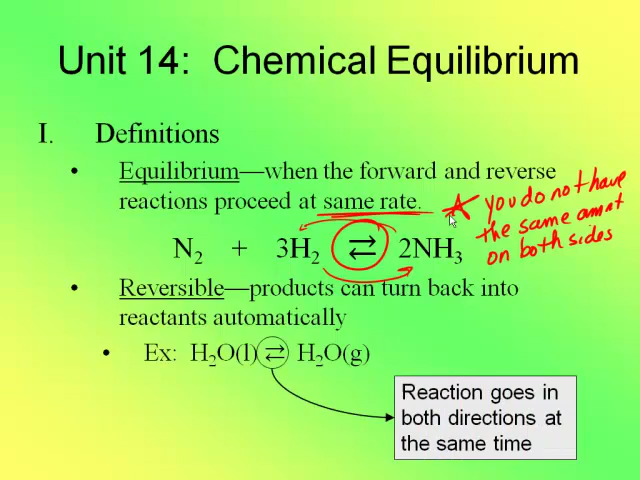 Unit 14: Chemical Equilibrium
I. Definitions
• Equilibrium—when the forward and reverse
reactions proceed at same rate.
you do not have
the same amnt
on both sides
N₂ + 3H₂ ⇄ 2NH₃
• Reversible—products can turn back into
reactants automatically
• Ex: H₂O(l) ⇄ H₂O(g)
Reaction goes in
both directions at
the same time